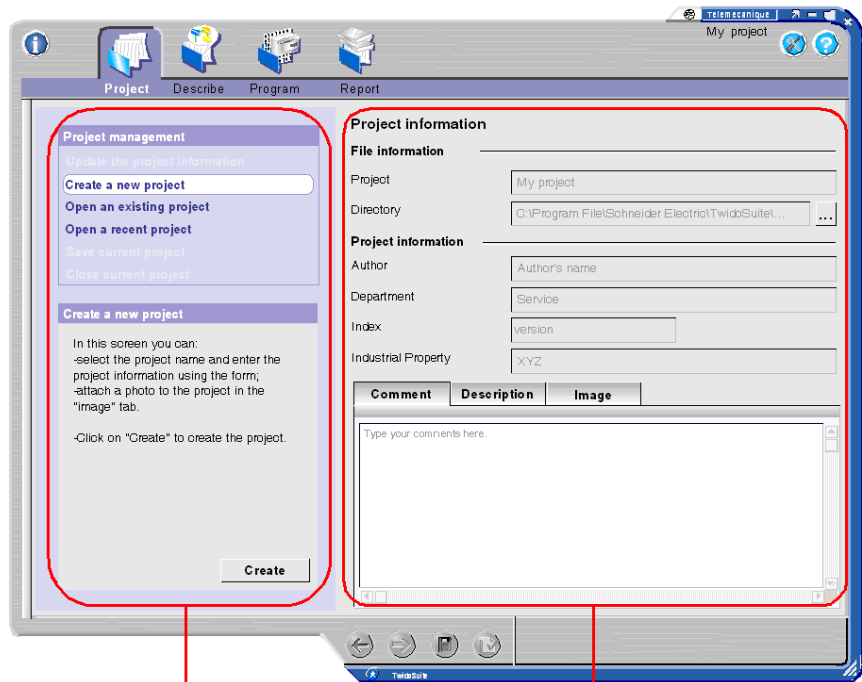 Telemecanique
My project
Project
Describe
Program
Report
Project management
Update the project information
Create a new project
Open an existing project
Open a recent project
Save current project
Close current project
Create a new project
In this screen you can:
-select the project name and enter the
project information using the form;
-attach a photo to the project in the
"image" tab.
-Click on "Create" to create the project.
Create
Project information
File information
Project
My project
Directory
C:\Program File\Schneider Electric\TwidoSuite\...
...
Project information
Author
Author's name
Department
Service
Index
version
Industrial Property
XYZ
Comment
Description
Image
Type your comments here.
TwidoSuite